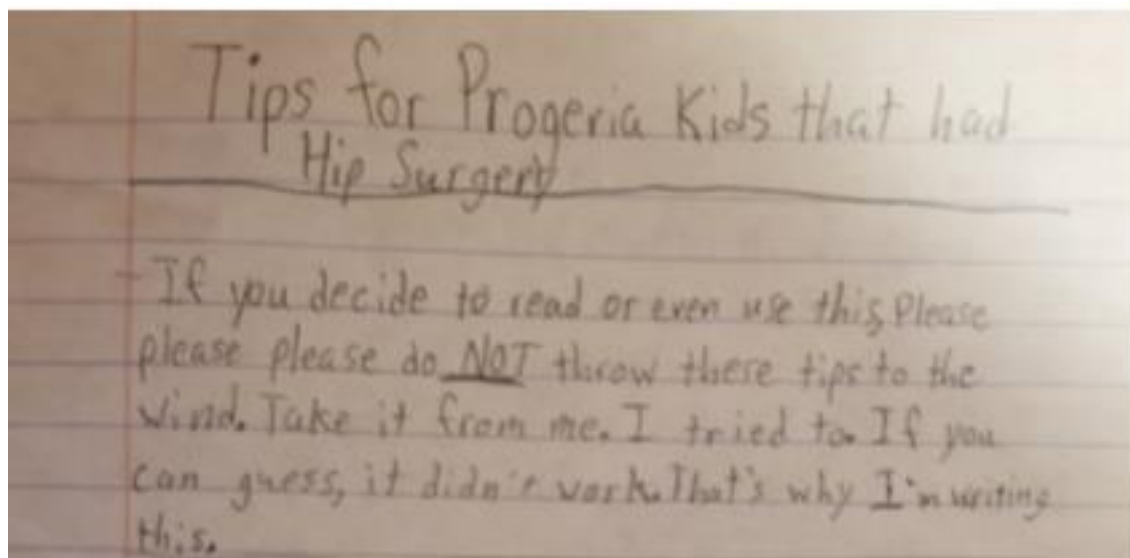 Tips for Progeria Kids that had
Hip Surgery
- If you decide to read or even use this, Please
please please do NOT throw these tips to the
wind. Take it from me. I tried to. If you
can guess, it didn't work. That's why I'm writing
this.